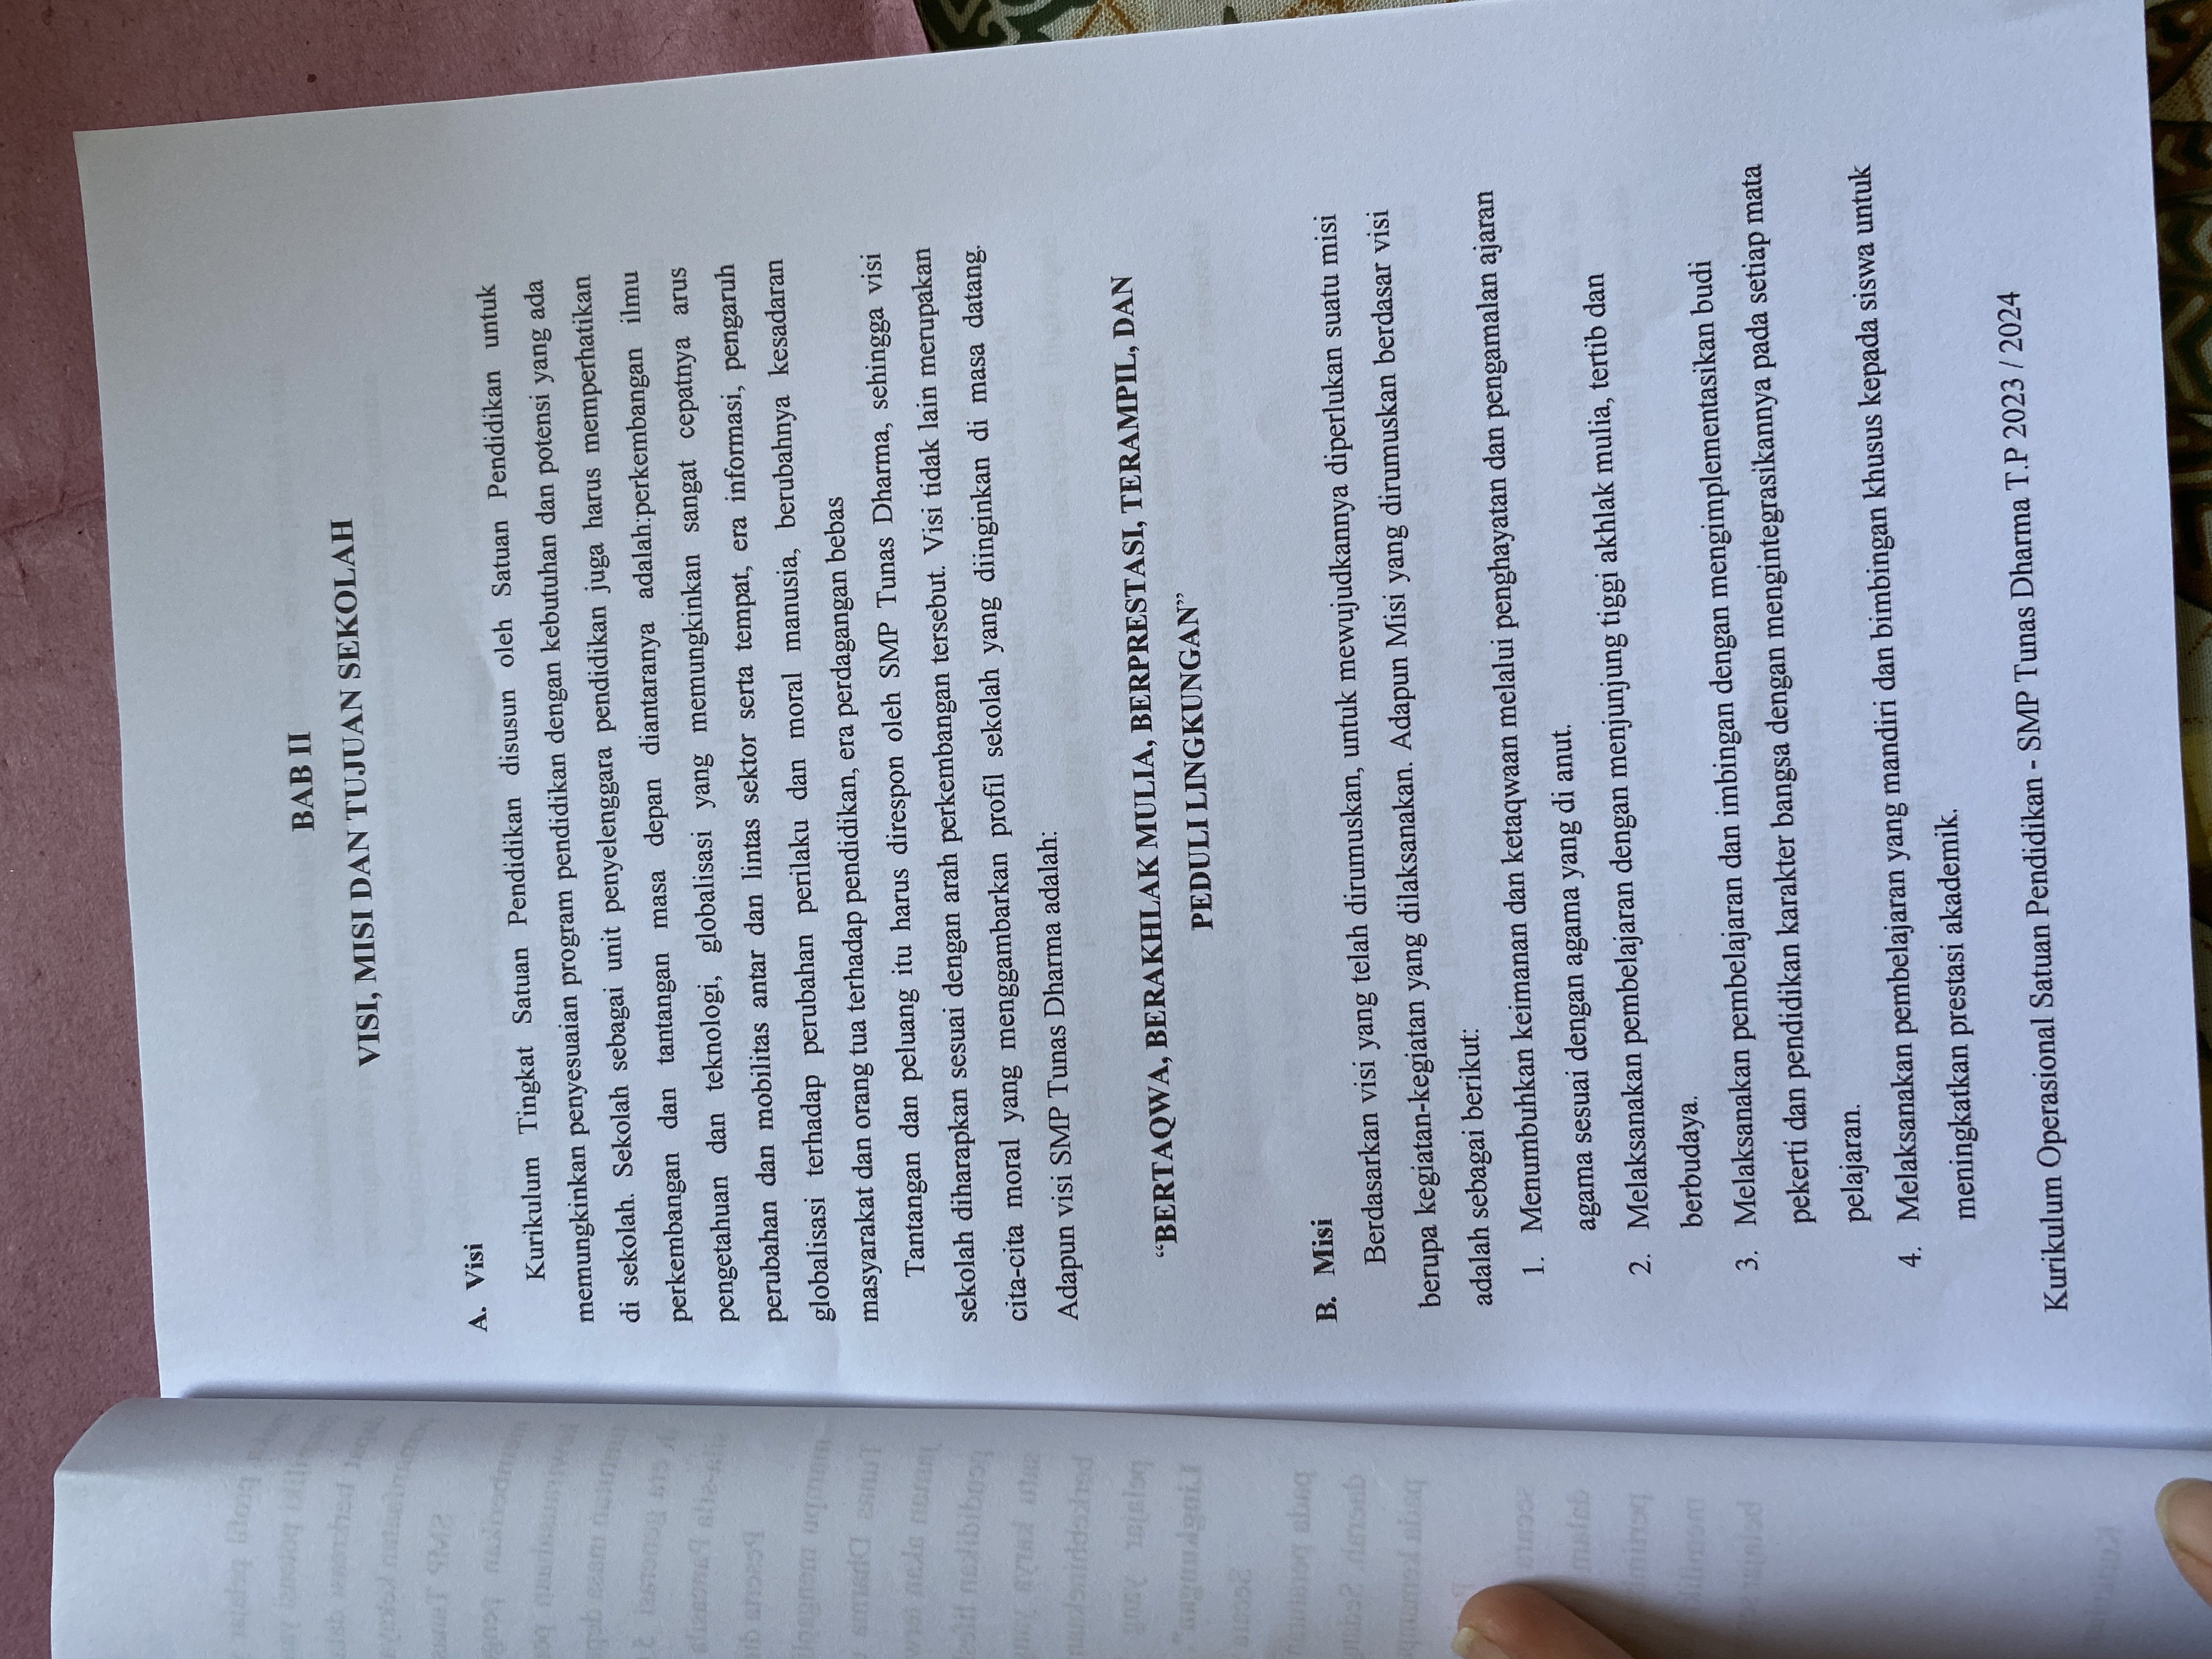 BAB II
VISI, MISI DAN TUJUAN SEKOLAH
A. Visi
Kurikulum Tingkat Satuan Pendidikan disusun oleh Satuan Pendidikan untuk
memungkinkan penyesuaian program pendidikan dengan kebutuhan dan potensi yang ada
di sekolah. Sekolah sebagai unit penyelenggara pendidikan juga harus memperhatikan
perkembangan dan tantangan masa depan diantaranya adalah:perkembangan ilmu
pengetahuan dan teknologi, globalisasi yang memungkinkan sangat cepatnya arus
perubahan dan mobilitas antar dan lintas sektor serta tempat, era informasi, pengaruh
globalisasi terhadap perubahan perilaku dan moral manusia, berubahnya kesadaran
masyarakat dan orang tua terhadap pendidikan, era perdagangan bebas
Tantangan dan peluang itu harus direspon oleh SMP Tunas Dharma, sehingga visi
sekolah diharapkan sesuai dengan arah perkembangan tersebut. Visi tidak lain merupakan
cita-cita moral yang menggambarkan profil sekolah yang diinginkan di masa datang.
Adapun visi SMP Tunas Dharma adalah:
“BERTAQWA, BERAKHLAK MULIA, BERPRESTASI, TERAMPIL, DAN
PEDULI LINGKUNGAN”
B. Misi
Berdasarkan visi yang telah dirumuskan, untuk mewujudkannya diperlukan suatu misi
berupa kegiatan-kegiatan yang dilaksanakan. Adapun Misi yang dirumuskan berdasar visi
adalah sebagai berikut:
1. Menumbuhkan keimanan dan ketaqwaan melalui penghayatan dan pengamalan ajaran
agama sesuai dengan agama yang di anut.
2. Melaksanakan pembelajaran dengan menjunjung tiggi akhlak mulia, tertib dan
berbudaya.
3. Melaksanakan pembelajaran dan imbingan dengan mengimplementasikan budi
pekerti dan pendidikan karakter bangsa dengan mengintegrasikannya pada setiap mata
pelajaran.
4. Melaksanakan pembelajaran yang mandiri dan bimbingan khusus kepada siswa untuk
meningkatkan prestasi akademik.
Kurikulum Operasional Satuan Pendidikan - SMP Tunas Dharma T.P 2023 / 2024